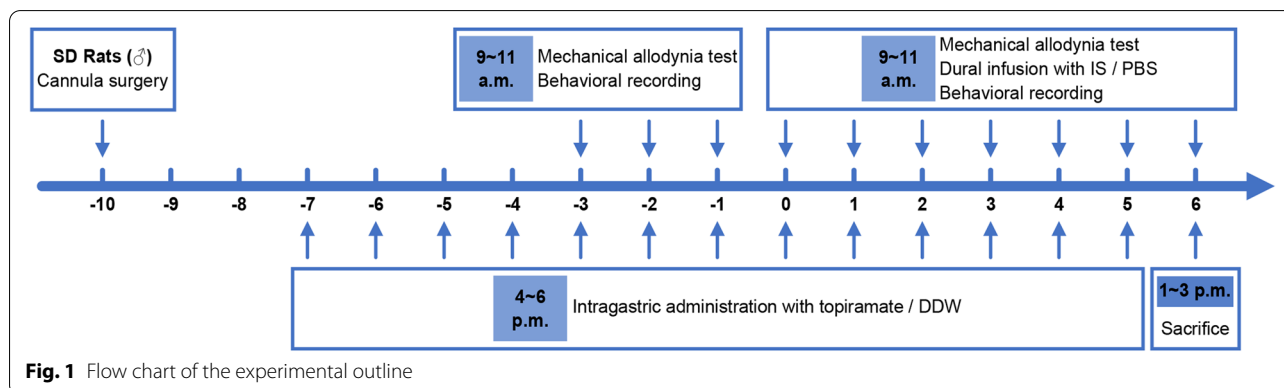 SD Rats (♂)
Cannula surgery
9~11
a.m.
Mechanical allodynia test
Behavioral recording
9~11
a.m.
Mechanical allodynia test
Dural infusion with IS / PBS
Behavioral recording
-10 -9 -8 -7 -6 -5 -4 -3 -2 -1 0 1 2 3 4 5 6
4~6
p.m.
Intragastric administration with topiramate / DDW
1~3 p.m.
Sacrifice
Fig. 1 Flow chart of the experimental outline